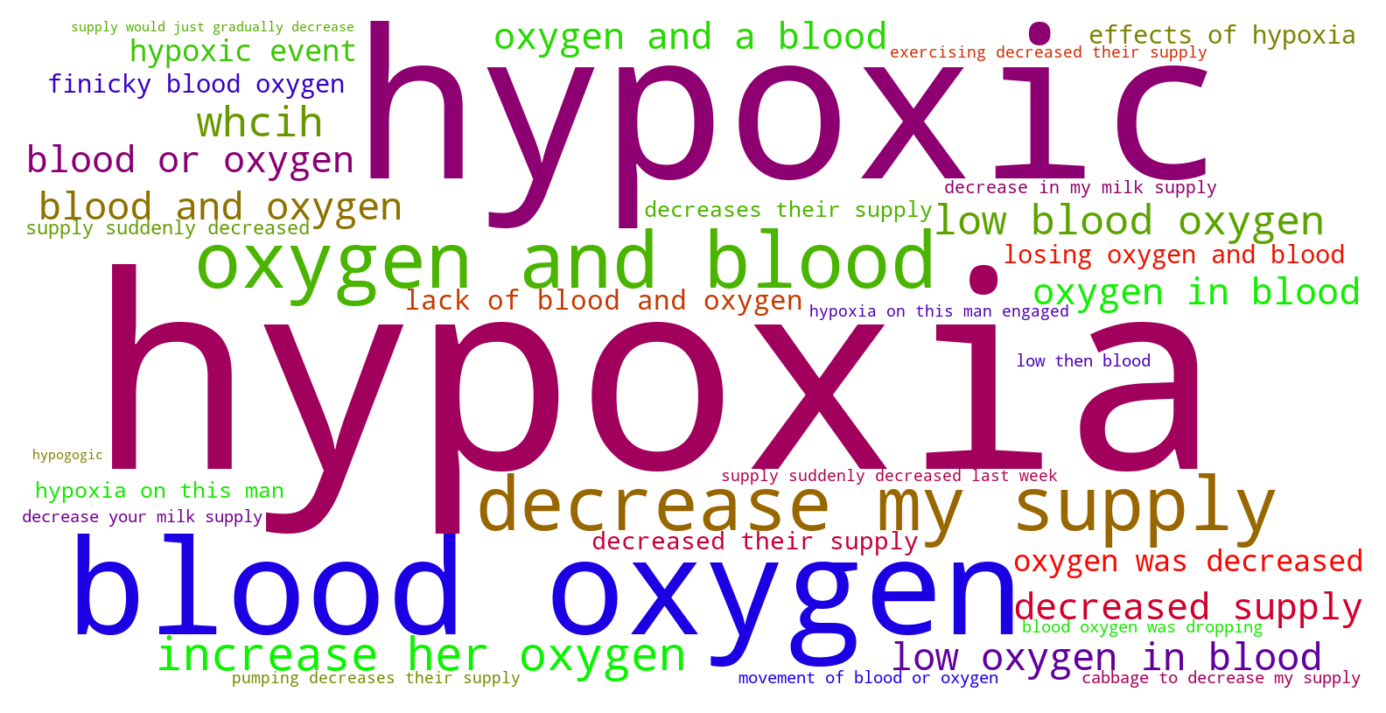 supply would just gradually decrease
oxygen and a blood
effects of hypoxia
hypoxic event
exercising decreased their supply
finicky blood oxygen
hypoxic
whcih
blood or oxygen
decrease in my milk supply
blood and oxygen
decreases their supply
low blood oxygen
supply suddenly decreased
oxygen and blood
losing oxygen and blood
oxygen in blood
lack of blood and oxygen
hypoxia on this man engaged
low then blood
hypoxia
hypogogic
supply suddenly decreased last week
hypoxia on this man
decrease my supply
decrease your milk supply
decreased their supply
oxygen was decreased
blood oxygen
decreased supply
blood oxygen was dropping
increase her oxygen
low oxygen in blood
pumping decreases their supply
movement of blood or oxygen
cabbage to decrease my supply